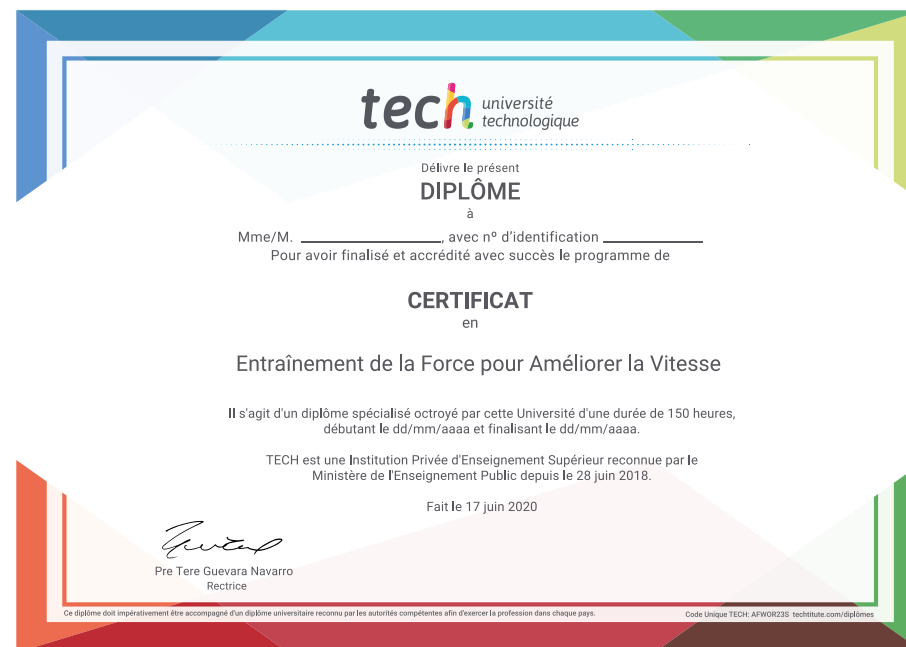 tech université
technologique
Délivre le présent
DIPLÔME
à
Mme/M. ____________________, avec nº d'identification ______________
Pour avoir finalisé et accrédité avec succès le programme de
CERTIFICAT
en
Entraînement de la Force pour Améliorer la Vitesse
Il s'agit d'un diplôme spécialisé octroyé par cette Université d'une durée de 150 heures,
débutant le dd/mm/aaaa et finalisant le dd/mm/aaaa.
TECH est une Institution Privée d'Enseignement Supérieur reconnue par le
Ministère de l'Enseignement Public depuis le 28 juin 2018.
Fait le 17 juin 2020
Pre Tere Guevara Navarro
Rectrice
Ce diplôme doit impérativement être accompagné d'un diplôme universitaire reconnu par les autorités compétentes afin d'exercer la profession dans chaque pays.
Code Unique TECH: AFWOR23S techtitute.com/diplômes